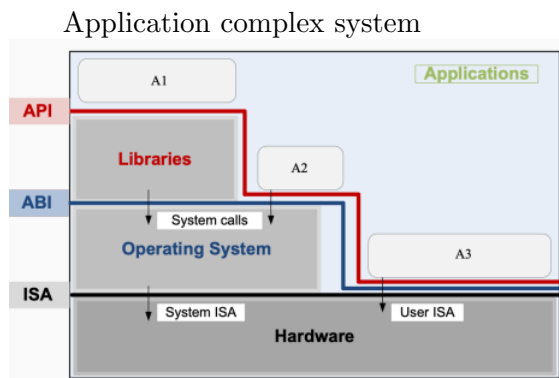 Application complex system
A1
Applications
API
Libraries
A2
ABI
System calls
Operating System
A3
ISA
System ISA
User ISA
Hardware